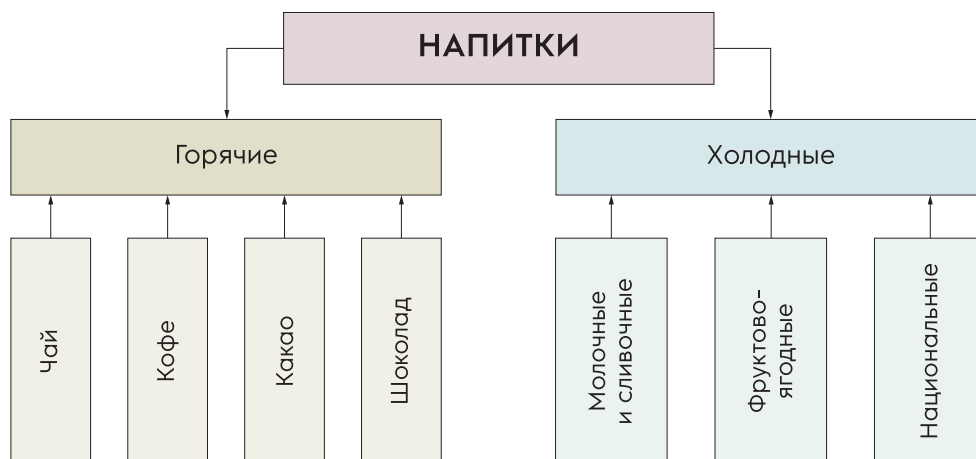 НАПИТКИ
Горячие
Холодные
Чай
Кофе
Какао
Шоколад
Молочные
и сливочные
Фруктово-
ягодные
Национальные